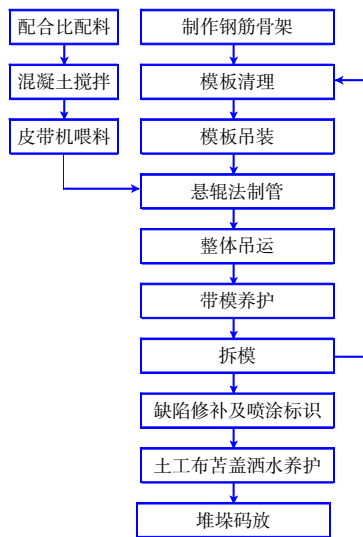 配合比配料
制作钢筋骨架
混凝土搅拌
模板清理
皮带机喂料
模板吊装
悬辊法制管
整体吊运
带模养护
拆模
缺陷修补及喷涂标识
土工布苫盖洒水养护
堆垛码放